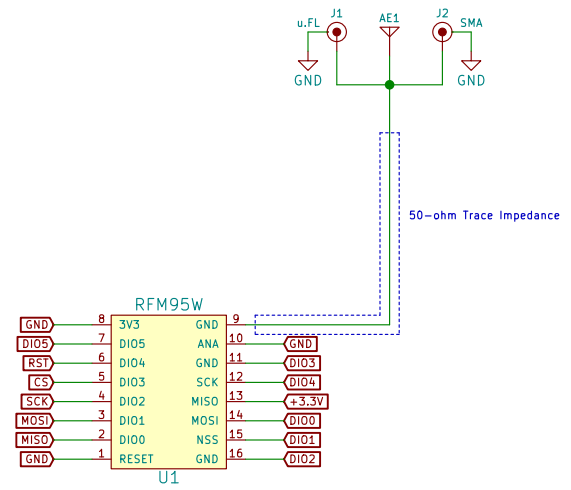 J1 AE1 J2
u.FL SMA
GND GND
50-ohm Trace Impedance
RFM95W
GND 8 3V3 GND 9
DIO5 7 DIO5 ANA 10 GND
RST 6 DIO4 GND 11 DIO3
CS 5 DIO3 SCK 12 DIO4
SCK 4 DIO2 MISO 13 +3.3V
MOSI 3 DIO1 MOSI 14 DIO0
MISO 2 DIO0 NSS 15 DIO1
GND 1 RESET GND 16 DIO2
U1